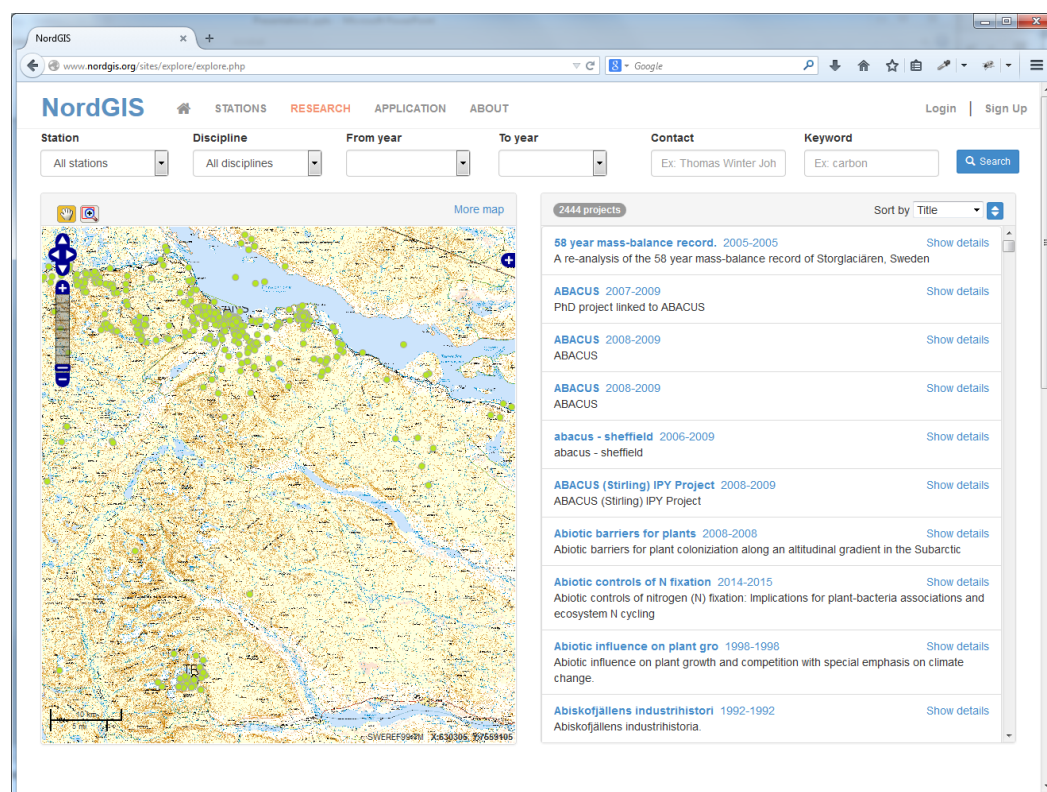 NordGIS
www.nordgis.org/sites/explore/explore.php
Google
NordGIS
STATIONS
RESEARCH
APPLICATION
ABOUT
Login | Sign Up
Station
Discipline
From year
To year
Contact
Keyword
All stations
All disciplines
Ex: Thomas Winter Joh
Ex: carbon
Search
More map
10 km
5 mi
X:630305, Y:7559105
2444 projects
Sort by Title
58 year mass-balance record. 2005-2005 Show details
A re-analysis of the 58 year mass-balance record of Storglaciären, Sweden
ABACUS 2007-2009 Show details
PhD project linked to ABACUS
ABACUS 2008-2009 Show details
ABACUS
ABACUS 2008-2009 Show details
ABACUS
abacus - sheffield 2006-2009 Show details
abacus - sheffield
ABACUS (Stirling) IPY Project 2008-2009 Show details
ABACUS (Stirling) IPY Project
Abiotic barriers for plants 2008-2008 Show details
Abiotic barriers for plant coloniziation along an altitudinal gradient in the Subarctic
Abiotic controls of N fixation 2014-2015 Show details
Abiotic controls of nitrogen (N) fixation: Implications for plant-bacteria associations and
ecosystem N cycling
Abiotic influence on plant gro 1998-1998 Show details
Abiotic influence on plant growth and competition with special emphasis on climate
change.
Abiskofjällens industrihistori 1992-1992 Show details
Abiskofjällens industrihistoria.